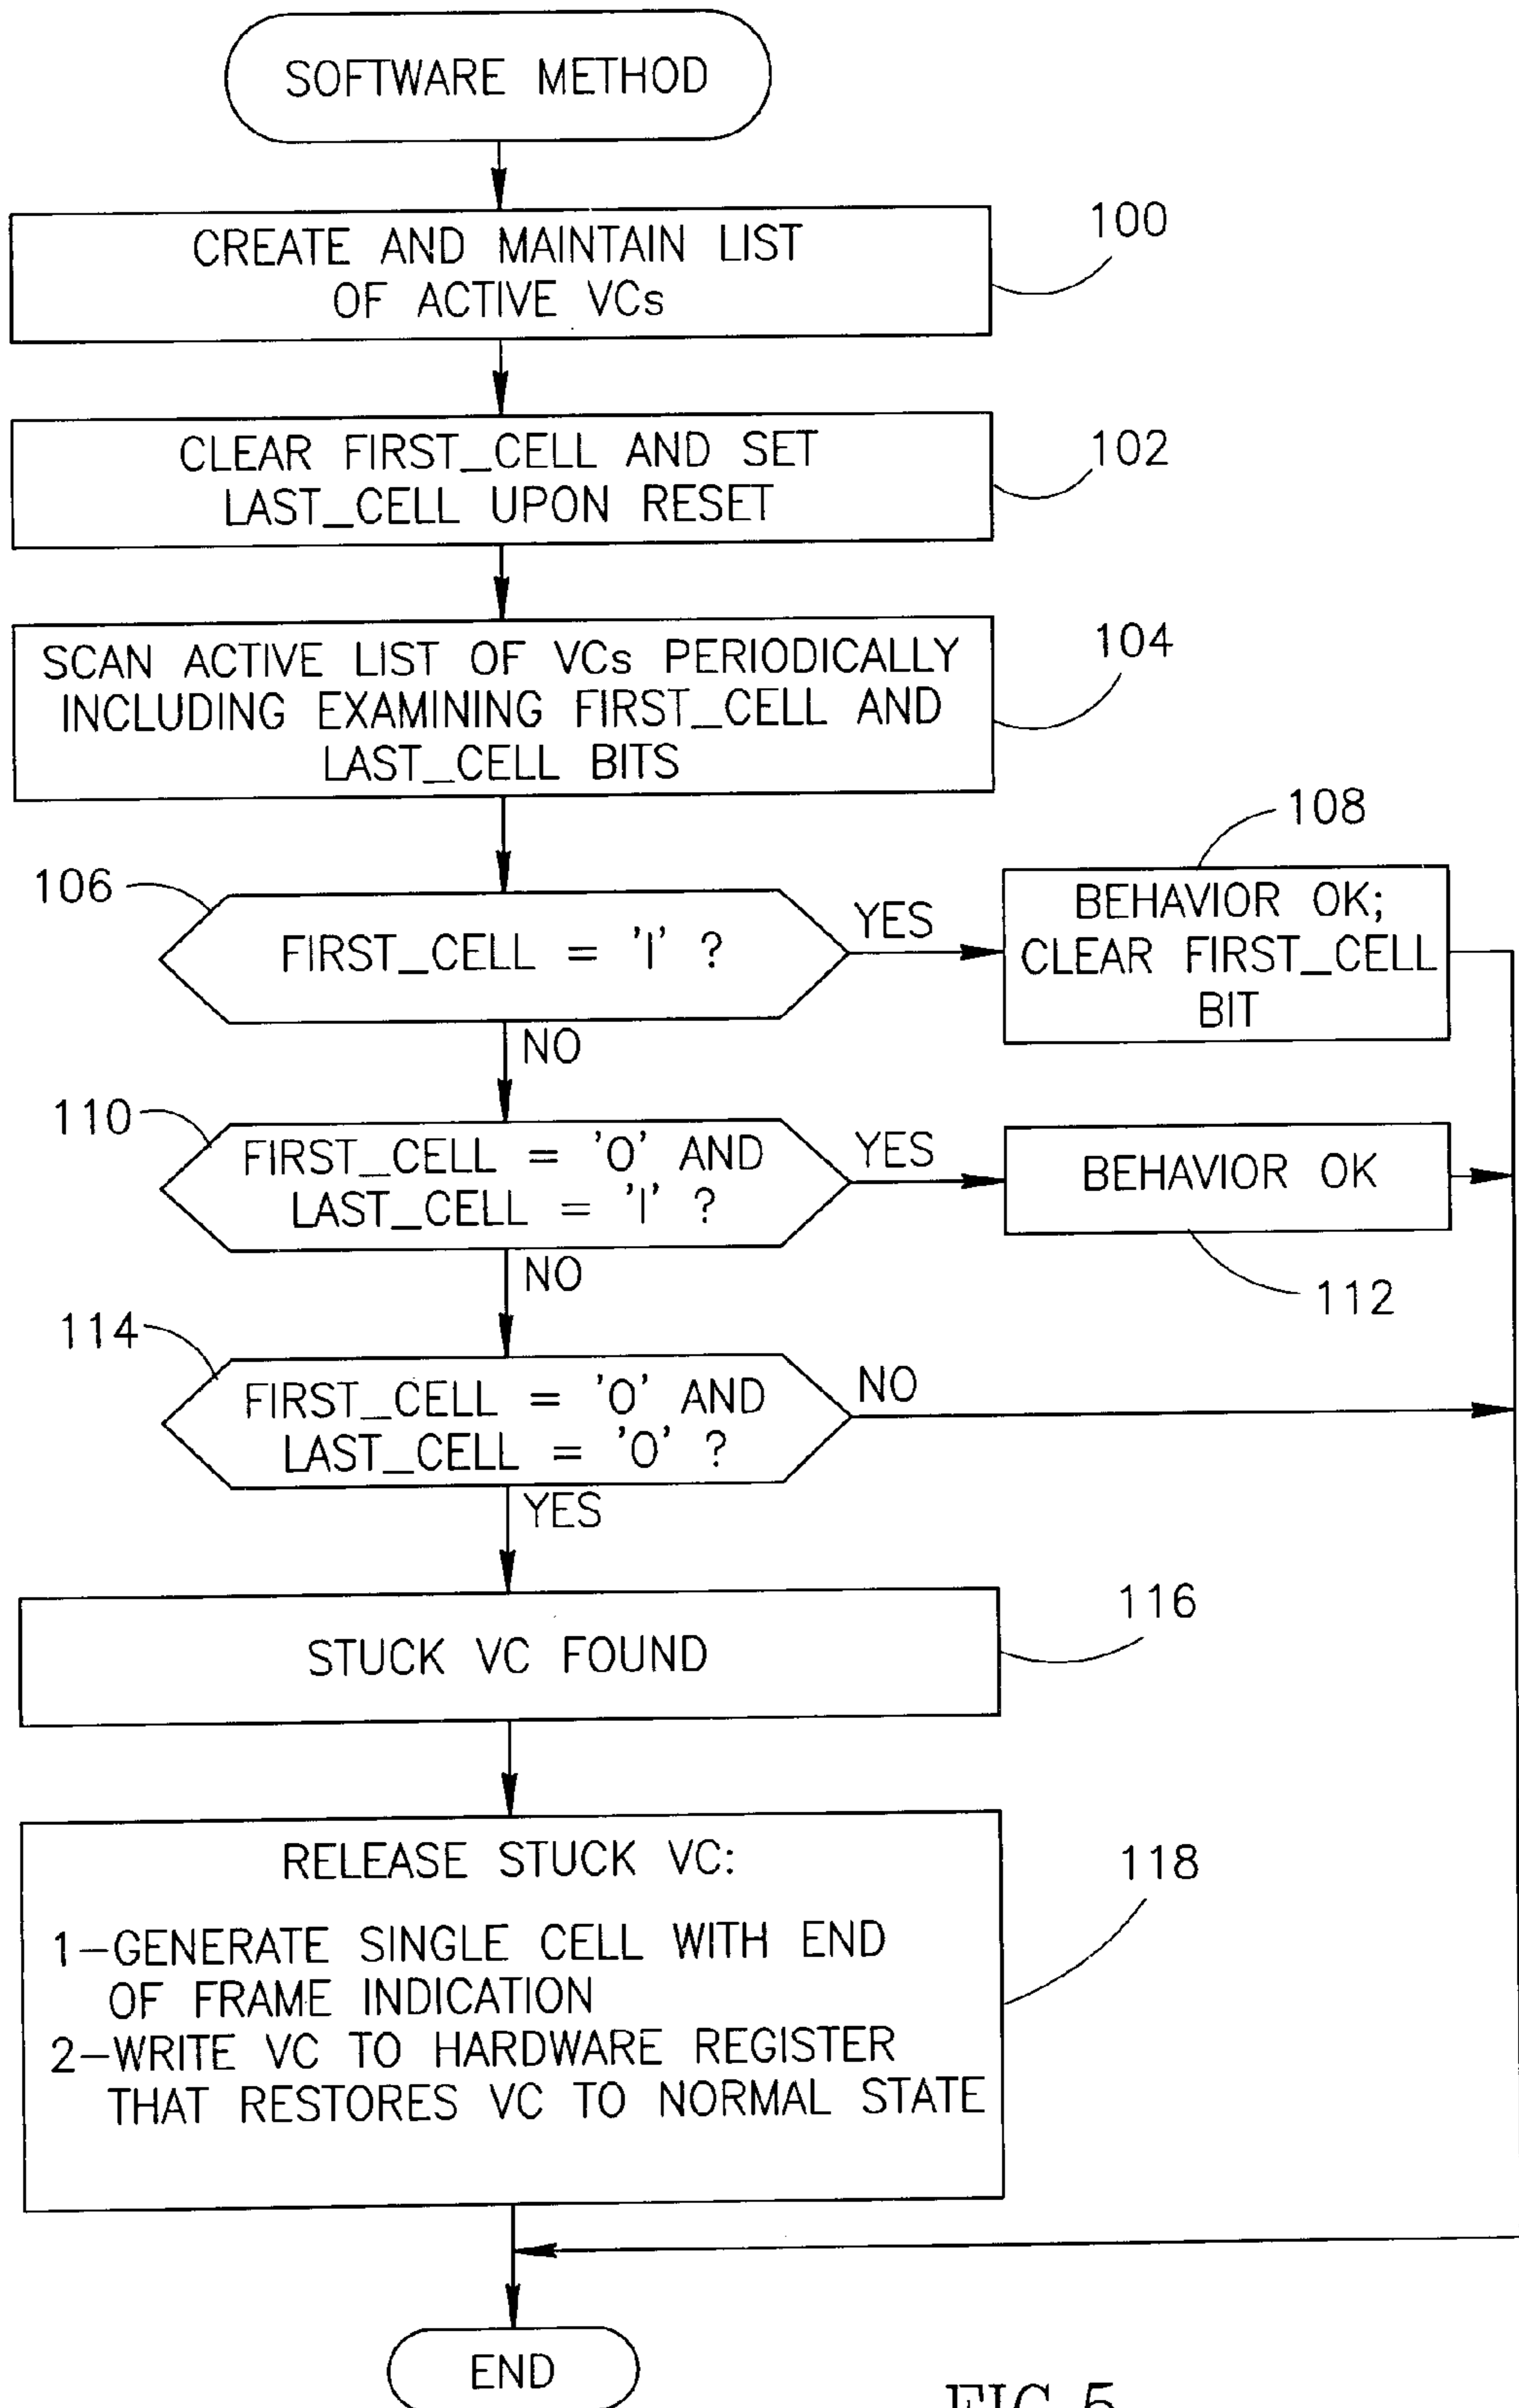 SOFTWARE METHOD
CREATE AND MAINTAIN LIST
OF ACTIVE VCs
100
CLEAR FIRST_CELL AND SET
LAST_CELL UPON RESET
102
SCAN ACTIVE LIST OF VCs PERIODICALLY
INCLUDING EXAMINING FIRST_CELL AND
LAST_CELL BITS
104
106
FIRST_CELL = '1' ?
YES
108
BEHAVIOR OK;
CLEAR FIRST_CELL
BIT
NO
110
FIRST_CELL = '0' AND
LAST_CELL = '1' ?
YES
BEHAVIOR OK
112
NO
114
FIRST_CELL = '0' AND
LAST_CELL = '0' ?
NO
YES
STUCK VC FOUND
116
RELEASE STUCK VC:
1-GENERATE SINGLE CELL WITH END
OF FRAME INDICATION
2-WRITE VC TO HARDWARE REGISTER
THAT RESTORES VC TO NORMAL STATE
118
END
FIG.5